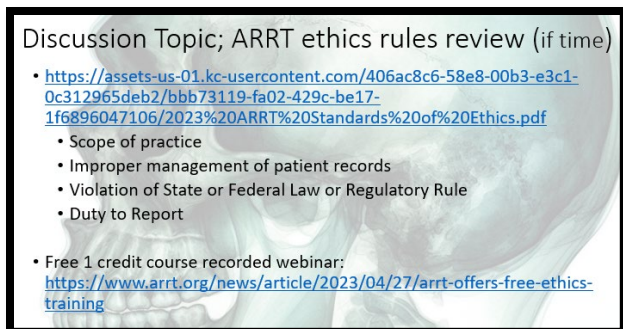 Discussion Topic; ARRT ethics rules review (if time)
• https://assets-us-01.kc-usercontent.com/406ac8c6-58e8-00b3-e3c1-
0c312965deb2/bbb73119-fa02-429c-be17-
1f6896047106/2023%20ARRT%20Standards%20of%20Ethics.pdf
• Scope of practice
• Improper management of patient records
• Violation of State or Federal Law or Regulatory Rule
• Duty to Report
• Free 1 credit course recorded webinar:
https://www.arrt.org/news/article/2023/04/27/arrt-offers-free-ethics-
training